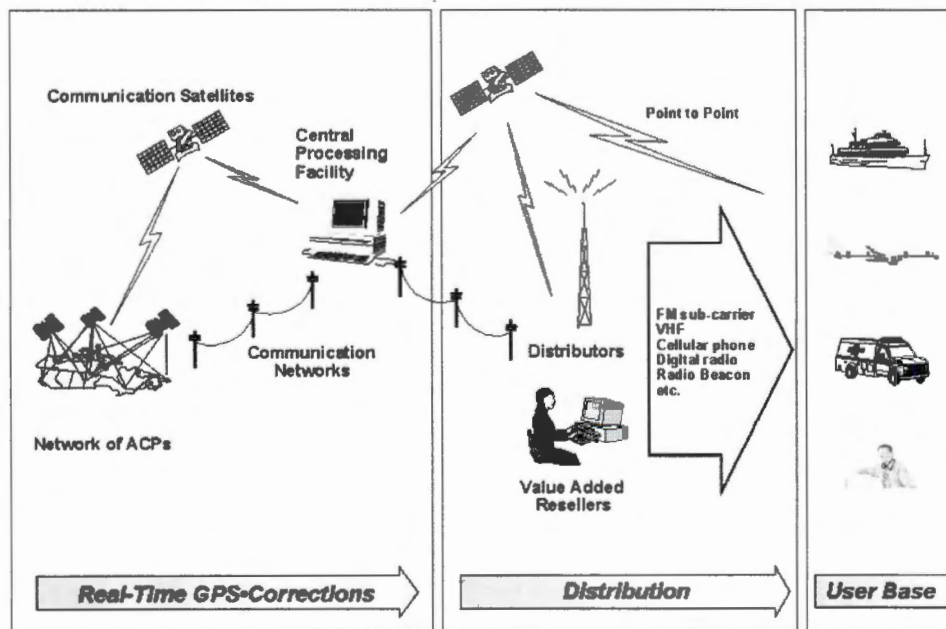 Communication Satellites
Central
Processing
Facility
Communication
Networks
Network of ACPs
Point to Point
Distributors
Value Added
Resellers
FM sub-carrier
VHF
Cellular phone
Digital radio
Radio Beacon
etc.
Real-Time GPS•Corrections
Distribution
User Base